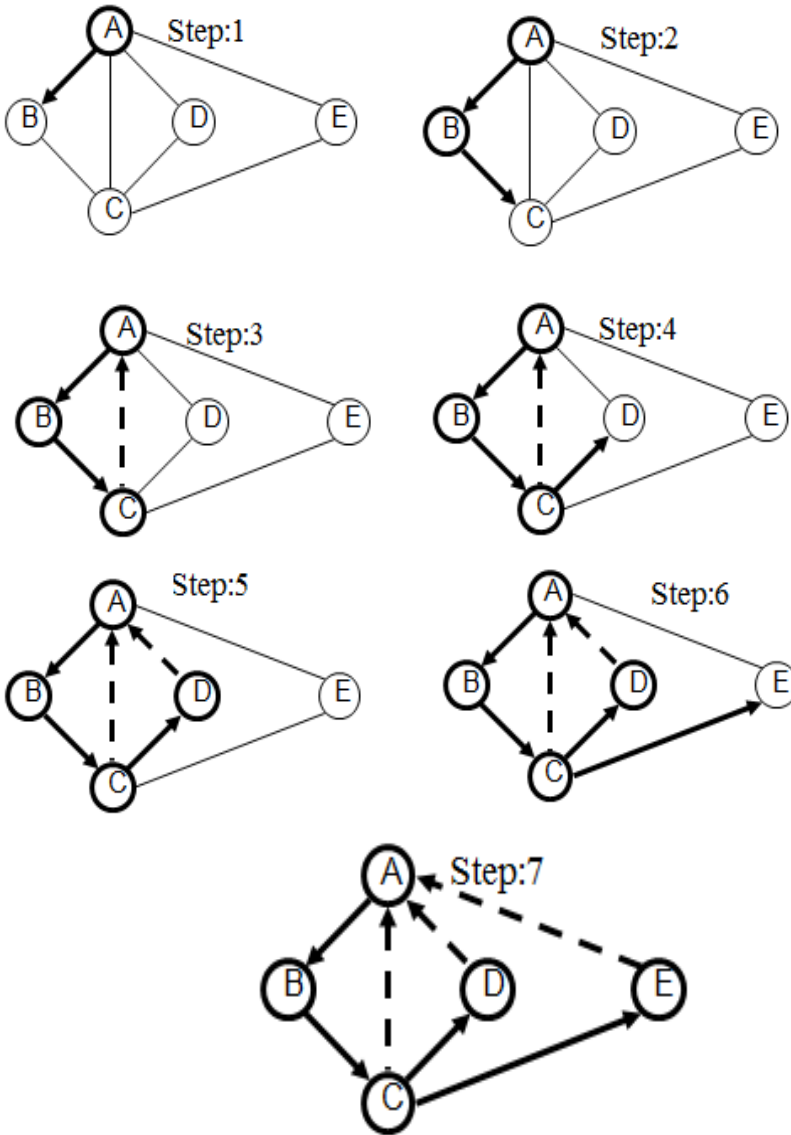 A Step:1
B D E
C
A Step:2
B D E
C
A Step:3
B D E
C
A Step:4
B D E
C
A Step:5
B D E
C
A Step:6
B D E
C
A Step:7
B D E
C